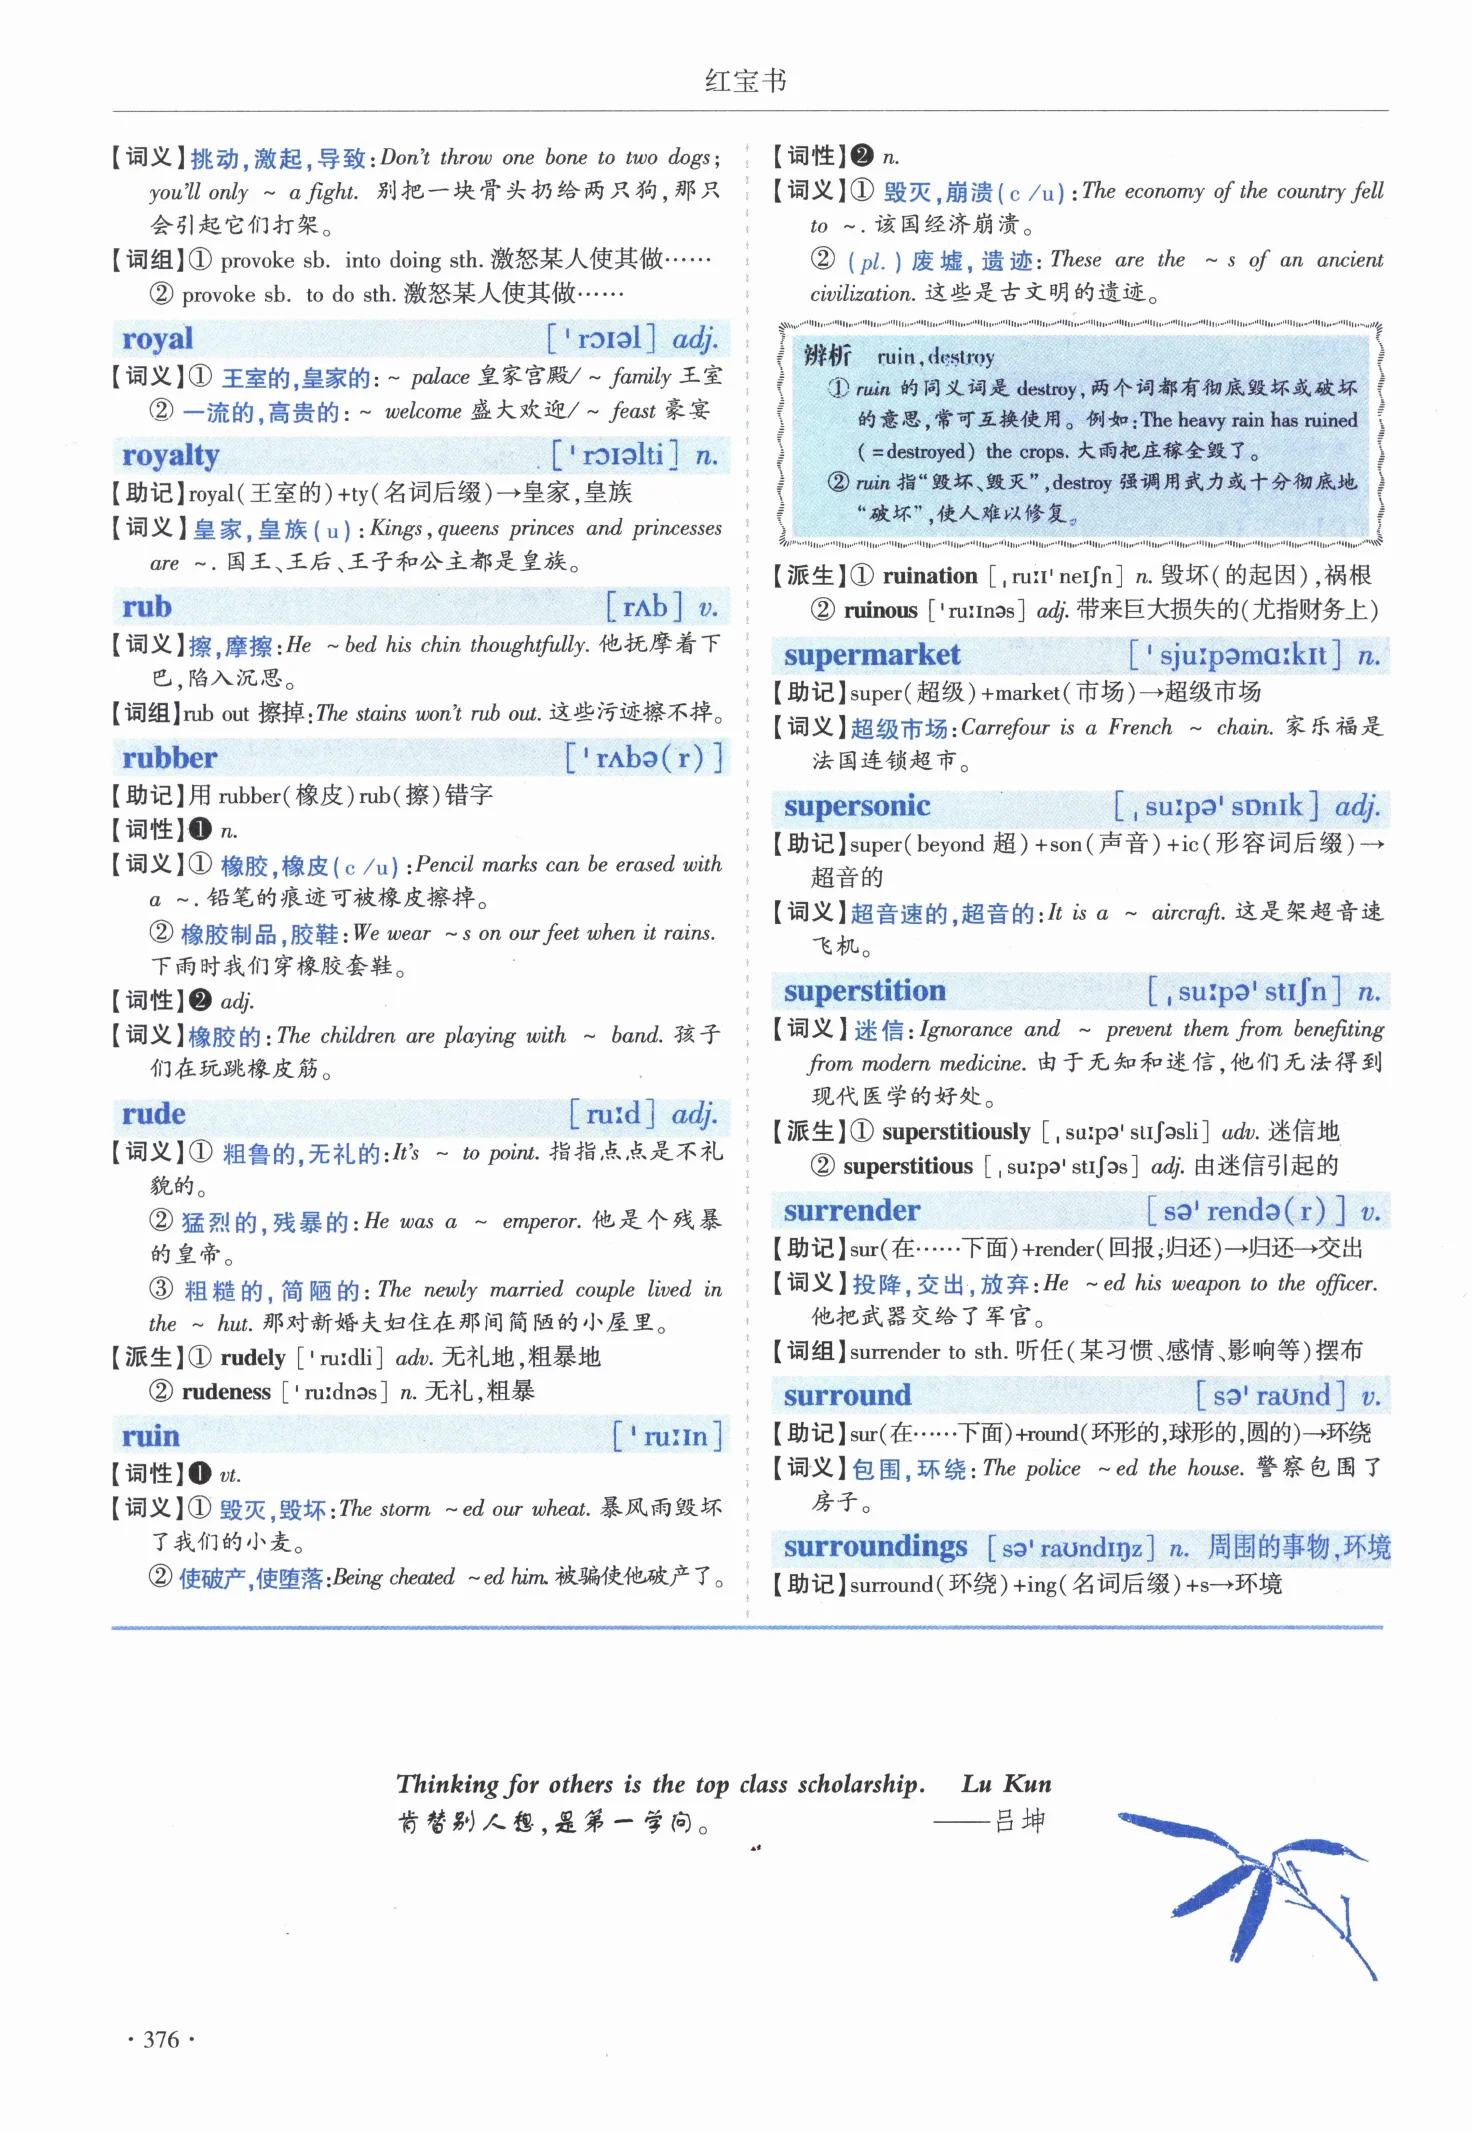 红宝书
【词义】挑动,激起,导致:Don't throw one bone to two dogs;
you'll only ~ a fight. 别把一块骨头扔给两只狗,那只
会引起它们打架。
【词组】① provoke sb. into doing sth. 激怒某人使其做……
② provoke sb. to do sth. 激怒某人使其做……
royal [ˈrɔɪəl] adj.
【词义】① 王室的,皇家的: ~ palace 皇家宫殿/ ~ family 王室
② 一流的,高贵的: ~ welcome 盛大欢迎/ ~ feast 豪宴
royalty [ˈrɔɪəlti] n.
【助记】royal(王室的)+ty(名词后缀)→皇家,皇族
【词义】皇家,皇族(u):Kings,queens princes and princesses
are ~. 国王、王后、王子和公主都是皇族。
rub [rʌb] v.
【词义】擦,摩擦:He ~bed his chin thoughtfully. 他抚摩着下
巴,陷入沉思。
【词组】rub out 擦掉:The stains won't rub out. 这些污迹擦不掉。
rubber [ˈrʌbə(r)]
【助记】用 rubber(橡皮)rub(擦)错字
【词性】❶ n.
【词义】① 橡胶,橡皮(c /u):Pencil marks can be erased with
a ~. 铅笔的痕迹可被橡皮擦掉。
② 橡胶制品,胶鞋:We wear ~s on our feet when it rains.
下雨时我们穿橡胶套鞋。
【词性】❷ adj.
【词义】橡胶的:The children are playing with ~ band. 孩子
们在玩跳橡皮筋。
rude [ruːd] adj.
【词义】① 粗鲁的,无礼的:It's ~ to point. 指指点点是不礼
貌的。
② 猛烈的,残暴的:He was a ~ emperor. 他是个残暴
的皇帝。
③ 粗糙的,简陋的:The newly married couple lived in
the ~ hut. 那对新婚夫妇住在那间简陋的小屋里。
【派生】① rudely [ˈruːdli] adv. 无礼地,粗暴地
② rudeness [ˈruːdnəs] n. 无礼,粗暴
ruin [ˈruːɪn]
【词性】❶ vt.
【词义】① 毁灭,毁坏:The storm ~ed our wheat. 暴风雨毁坏
了我们的小麦。
② 使破产,使堕落:Being cheated ~ed him. 被骗使他破产了。
【词性】❷ n.
【词义】① 毁灭,崩溃(c /u):The economy of the country fell
to ~. 该国经济崩溃。
② (pl.) 废墟,遗迹:These are the ~s of an ancient
civilization. 这些是古文明的遗迹。
辨析 ruin,destroy
① ruin 的同义词是 destroy,两个词都有彻底毁坏或破坏
的意思,常可互换使用。例如:The heavy rain has ruined
(=destroyed) the crops. 大雨把庄稼全毁了。
② ruin 指“毁坏、毁灭”,destroy 强调用武力或十分彻底地
“破坏”,使人难以修复。
【派生】① ruination [ˌruːɪˈneɪʃn] n. 毁坏(的起因),祸根
② ruinous [ˈruːɪnəs] adj. 带来巨大损失的(尤指财务上)
supermarket [ˈsjuːpəmɑːkɪt] n.
【助记】super(超级)+market(市场)→超级市场
【词义】超级市场:Carrefour is a French ~ chain. 家乐福是
法国连锁超市。
supersonic [ˌsuːpəˈsɒnɪk] adj.
【助记】super(beyond 超)+son(声音)+ic(形容词后缀)→
超音的
【词义】超音速的,超音的:It is a ~ aircraft. 这是架超音速
飞机。
superstition [ˌsuːpəˈstɪʃn] n.
【词义】迷信:Ignorance and ~ prevent them from benefiting
from modern medicine. 由于无知和迷信,他们无法得到
现代医学的好处。
【派生】① superstitiously [ˌsuːpəˈstɪʃəsli] adv. 迷信地
② superstitious [ˌsuːpəˈstɪʃəs] adj. 由迷信引起的
surrender [səˈrendə(r)] v.
【助记】sur(在……下面)+render(回报;归还)→归还→交出
【词义】投降,交出,放弃:He ~ed his weapon to the officer.
他把武器交给了军官。
【词组】surrender to sth. 听任(某习惯、感情、影响等)摆布
surround [səˈraʊnd] v.
【助记】sur(在……下面)+round(环形的,球形的,圆的)→环绕
【词义】包围,环绕:The police ~ed the house. 警察包围了
房子。
surroundings [səˈraʊndɪŋz] n. 周围的事物,环境
【助记】surround(环绕)+ing(名词后缀)+s→环境
Thinking for others is the top class scholarship. Lu Kun
肯替别人想,是第一学问。 ——吕坤
·376·